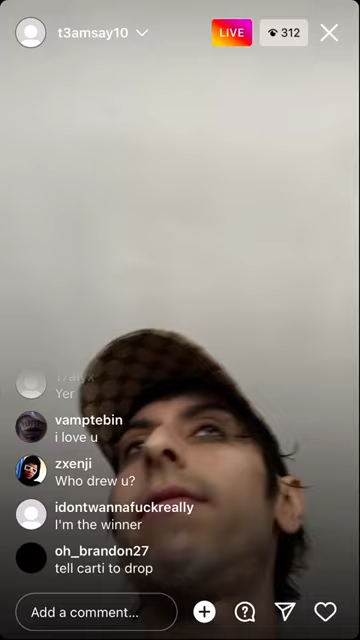 t3amsay10
LIVE
312
Yer
vamptebin
i love u
zxenji
Who drew u?
idontwannafuckreally
I'm the winner
oh_brandon27
tell carti to drop
Add a comment...